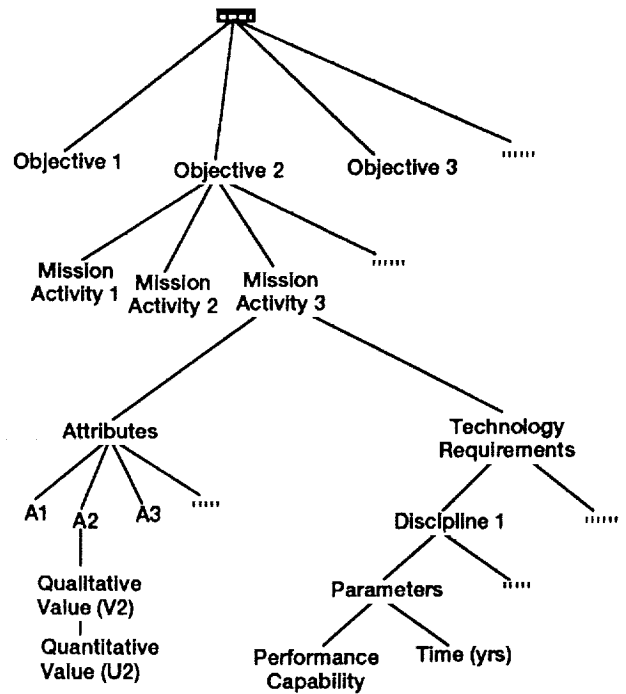 Objective 1
Objective 2
Objective 3
,,,,,,
Mission
Activity 1
Mission
Activity 2
Mission
Activity 3
,,,,,,
Attributes
Technology
Requirements
A1
A2
A3
,,,,,,
Discipline 1
,,,,,,
Qualitative
Value (V2)
Parameters
,,,,,,
Quantitative
Value (U2)
Performance
Capability
Time (yrs)